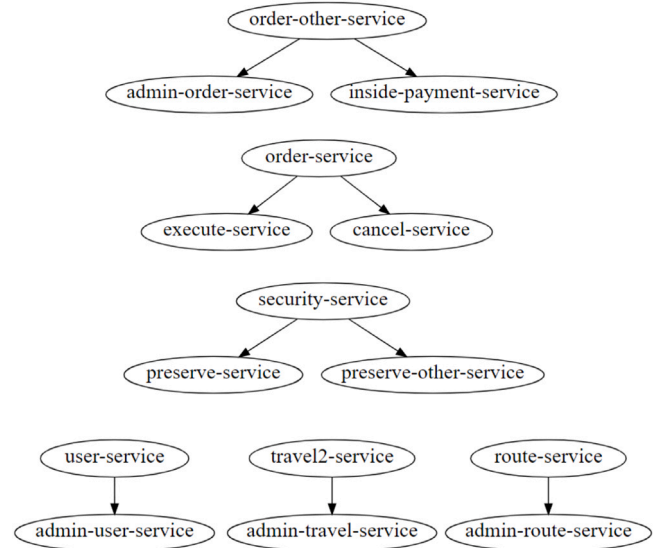 order-other-service
admin-order-service inside-payment-service
order-service
execute-service cancel-service
security-service
preserve-service preserve-other-service
user-service travel2-service route-service
admin-user-service admin-travel-service admin-route-service